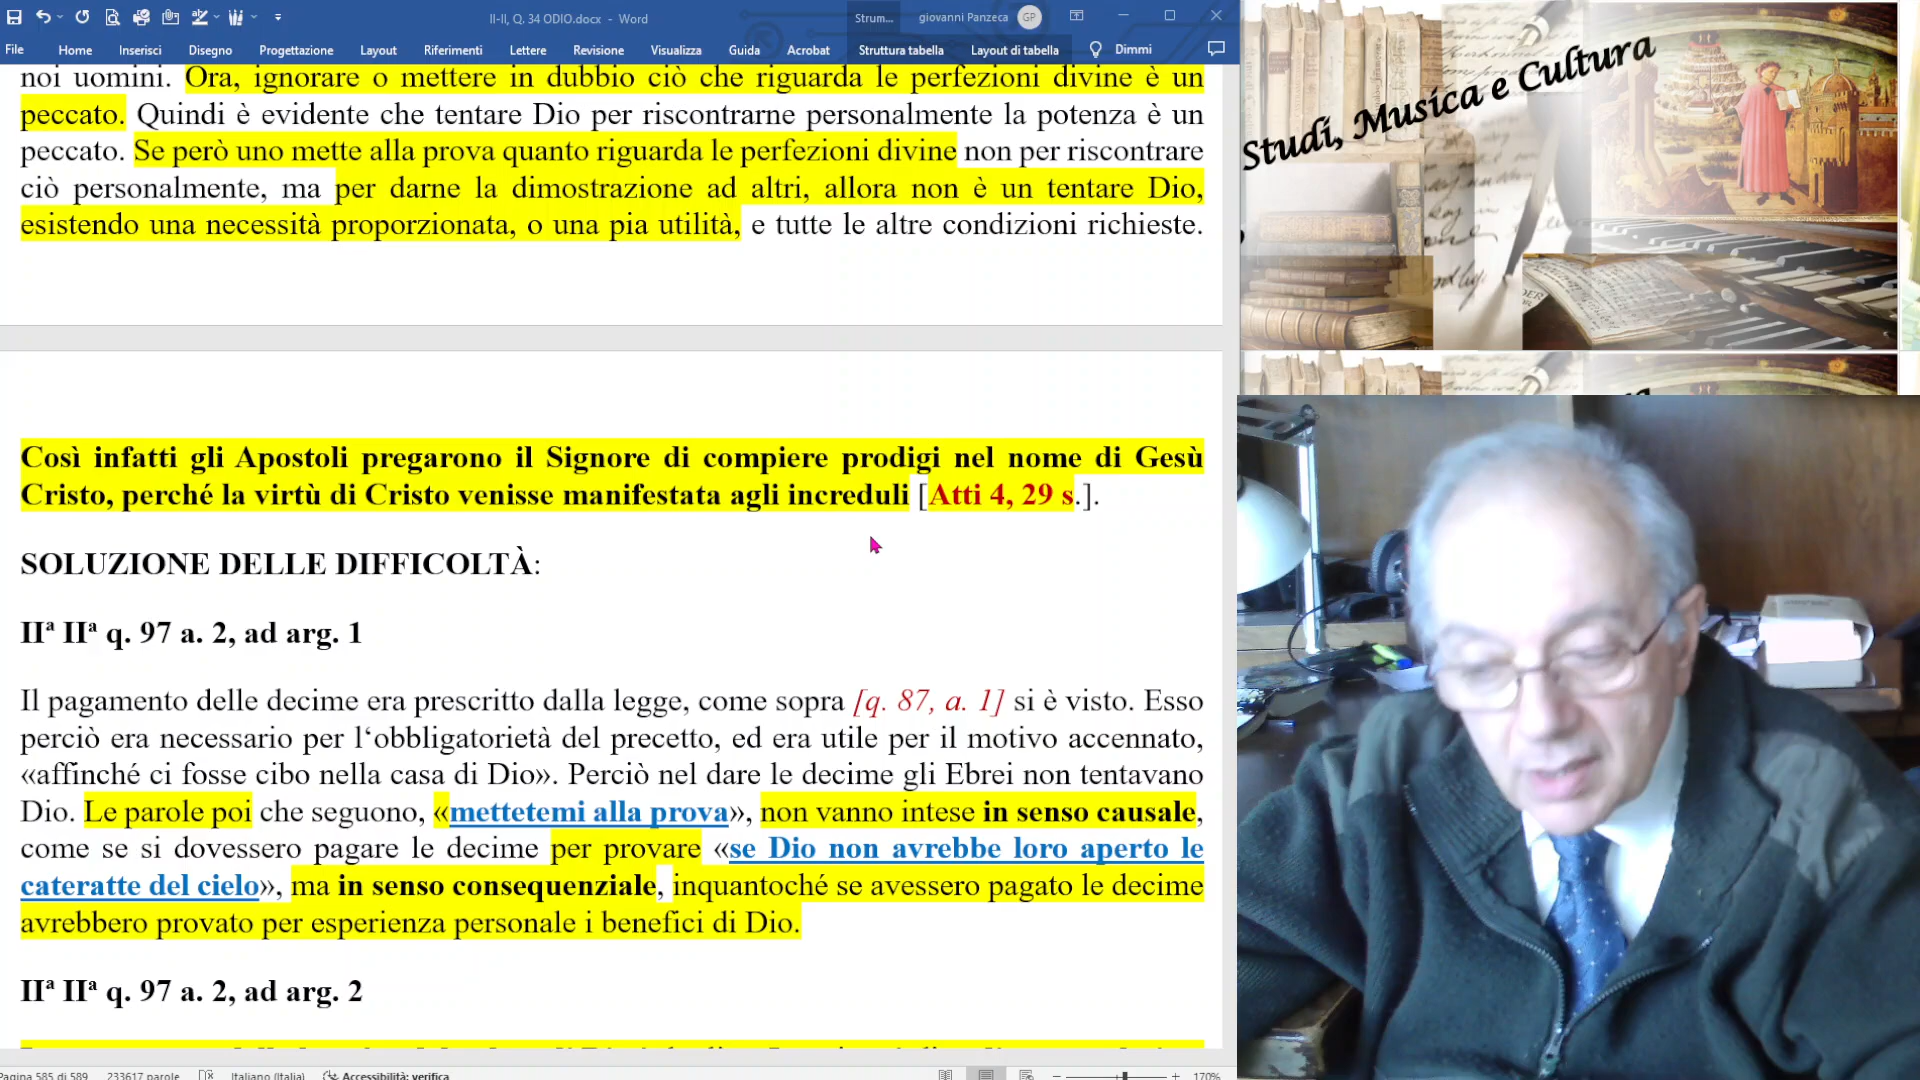 II-II, Q. 34 ODIO.docx - Word
Strum...
giovanni Panzeca
GP
File Home Inserisci Disegno Progettazione Layout Riferimenti Lettere Revisione Visualizza Guida Acrobat Struttura tabella Layout di tabella Dimmi
noi uomini. Ora, ignorare o mettere in dubbio ciò che riguarda le perfezioni divine è un
peccato. Quindi è evidente che tentare Dio per riscontrarne personalmente la potenza è un
peccato. Se però uno mette alla prova quanto riguarda le perfezioni divine non per riscontrare
ciò personalmente, ma per darne la dimostrazione ad altri, allora non è un tentare Dio,
esistendo una necessità proporzionata, o una pia utilità, e tutte le altre condizioni richieste.
Così infatti gli Apostoli pregarono il Signore di compiere prodigi nel nome di Gesù
Cristo, perché la virtù di Cristo venisse manifestata agli increduli [Atti 4, 29 s.].
SOLUZIONE DELLE DIFFICOLTÀ:
IIª IIª q. 97 a. 2, ad arg. 1
Il pagamento delle decime era prescritto dalla legge, come sopra [q. 87, a. 1] si è visto. Esso
perciò era necessario per l‘obbligatorietà del precetto, ed era utile per il motivo accennato,
«affinché ci fosse cibo nella casa di Dio». Perciò nel dare le decime gli Ebrei non tentavano
Dio. Le parole poi che seguono, «mettetemi alla prova», non vanno intese in senso causale,
come se si dovessero pagare le decime per provare «se Dio non avrebbe loro aperto le
cateratte del cielo», ma in senso consequenziale, inquantoché se avessero pagato le decime
avrebbero provato per esperienza personale i benefici di Dio.
IIª IIª q. 97 a. 2, ad arg. 2
Pagina 585 di 589 233617 parole Italiano (Italia) Accessibilità: verifica 170%
Studi, Musica e Cultura